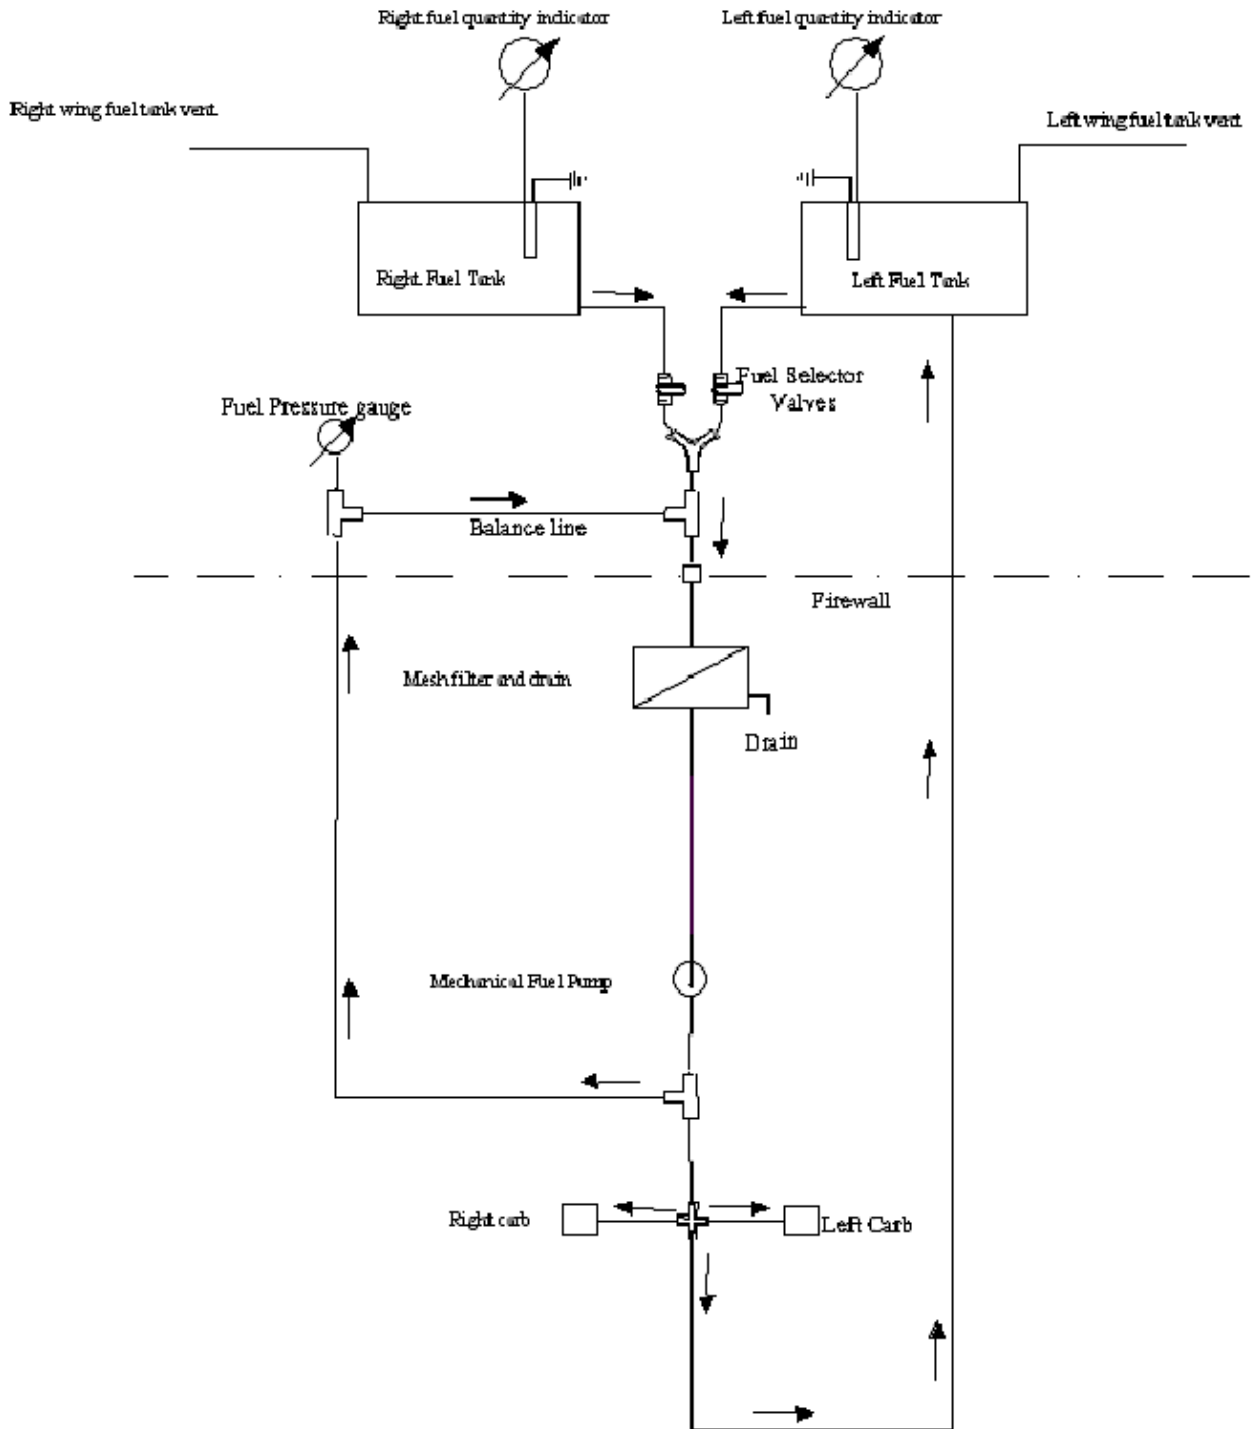 Right fuel quantity indicator
Left fuel quantity indicator
Right wing fuel tank vent.
Left wing fuel tank vent
Right Fuel Tank
Left Fuel Tank
Fuel Selector
Valves
Fuel Pressure gauge
Balance line
Firewall
Mesh filter and drain
Drain
Mechanical Fuel Pump
Right carb
Left Carb